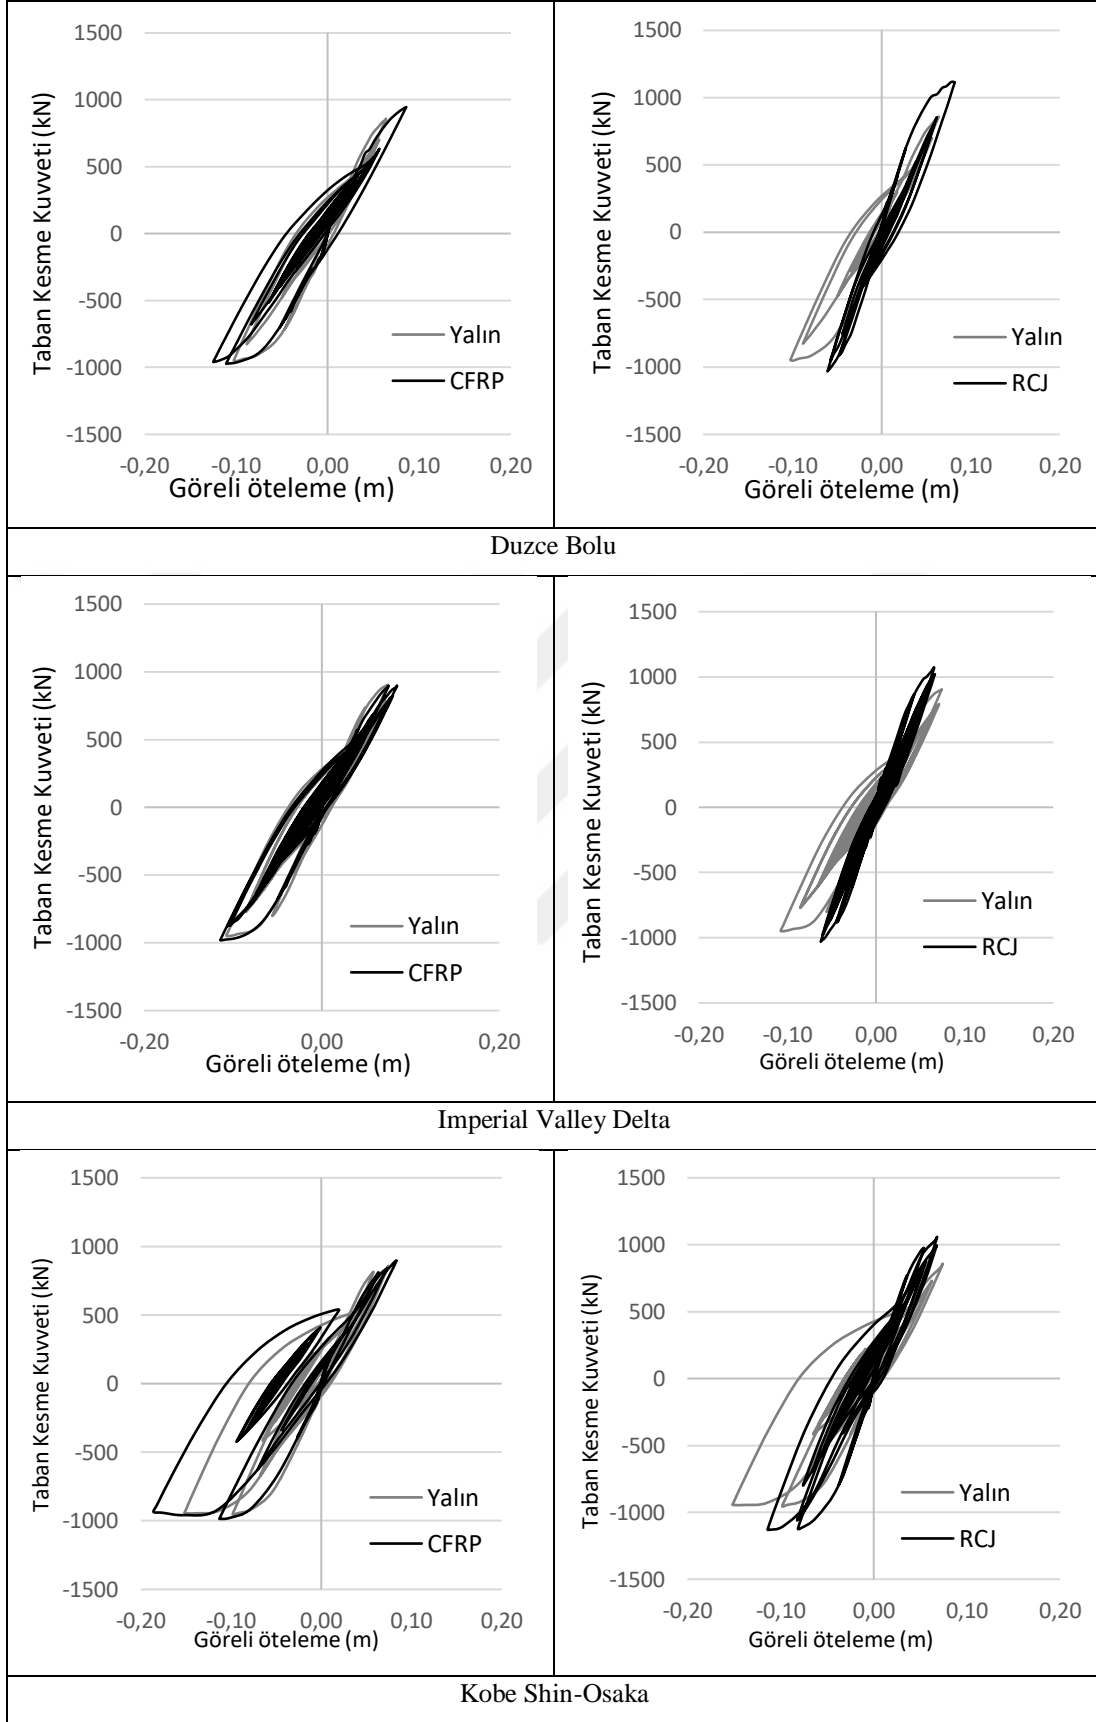 1500
1000
500
0
-500
-1000
-1500
-0,20 -0,10 0,00 0,10 0,20
Göreli öteleme (m)
Taban Kesme Kuvveti (kN)
Yalın
CFRP
1500
1000
500
0
-500
-1000
-1500
-0,20 -0,10 0,00 0,10 0,20
Göreli öteleme (m)
Taban Kesme Kuvveti (kN)
Yalın
RCJ
Duzce Bolu
1500
1000
500
0
-500
-1000
-1500
-0,20 0,00 0,20
Göreli öteleme (m)
Taban Kesme Kuvveti (kN)
Yalın
CFRP
1500
1000
500
0
-500
-1000
-1500
-0,20 -0,10 0,00 0,10 0,20
Göreli öteleme (m)
Taban Kesme Kuvveti (kN)
Yalın
RCJ
Imperial Valley Delta
1500
1000
500
0
-500
-1000
-1500
-0,20 -0,10 0,00 0,10 0,20
Göreli öteleme (m)
Taban Kesme Kuvveti (kN)
Yalın
CFRP
1500
1000
500
0
-500
-1000
-1500
-0,20 -0,10 0,00 0,10 0,20
Göreli öteleme (m)
Taban Kesme Kuvveti (kN)
Yalın
RCJ
Kobe Shin-Osaka